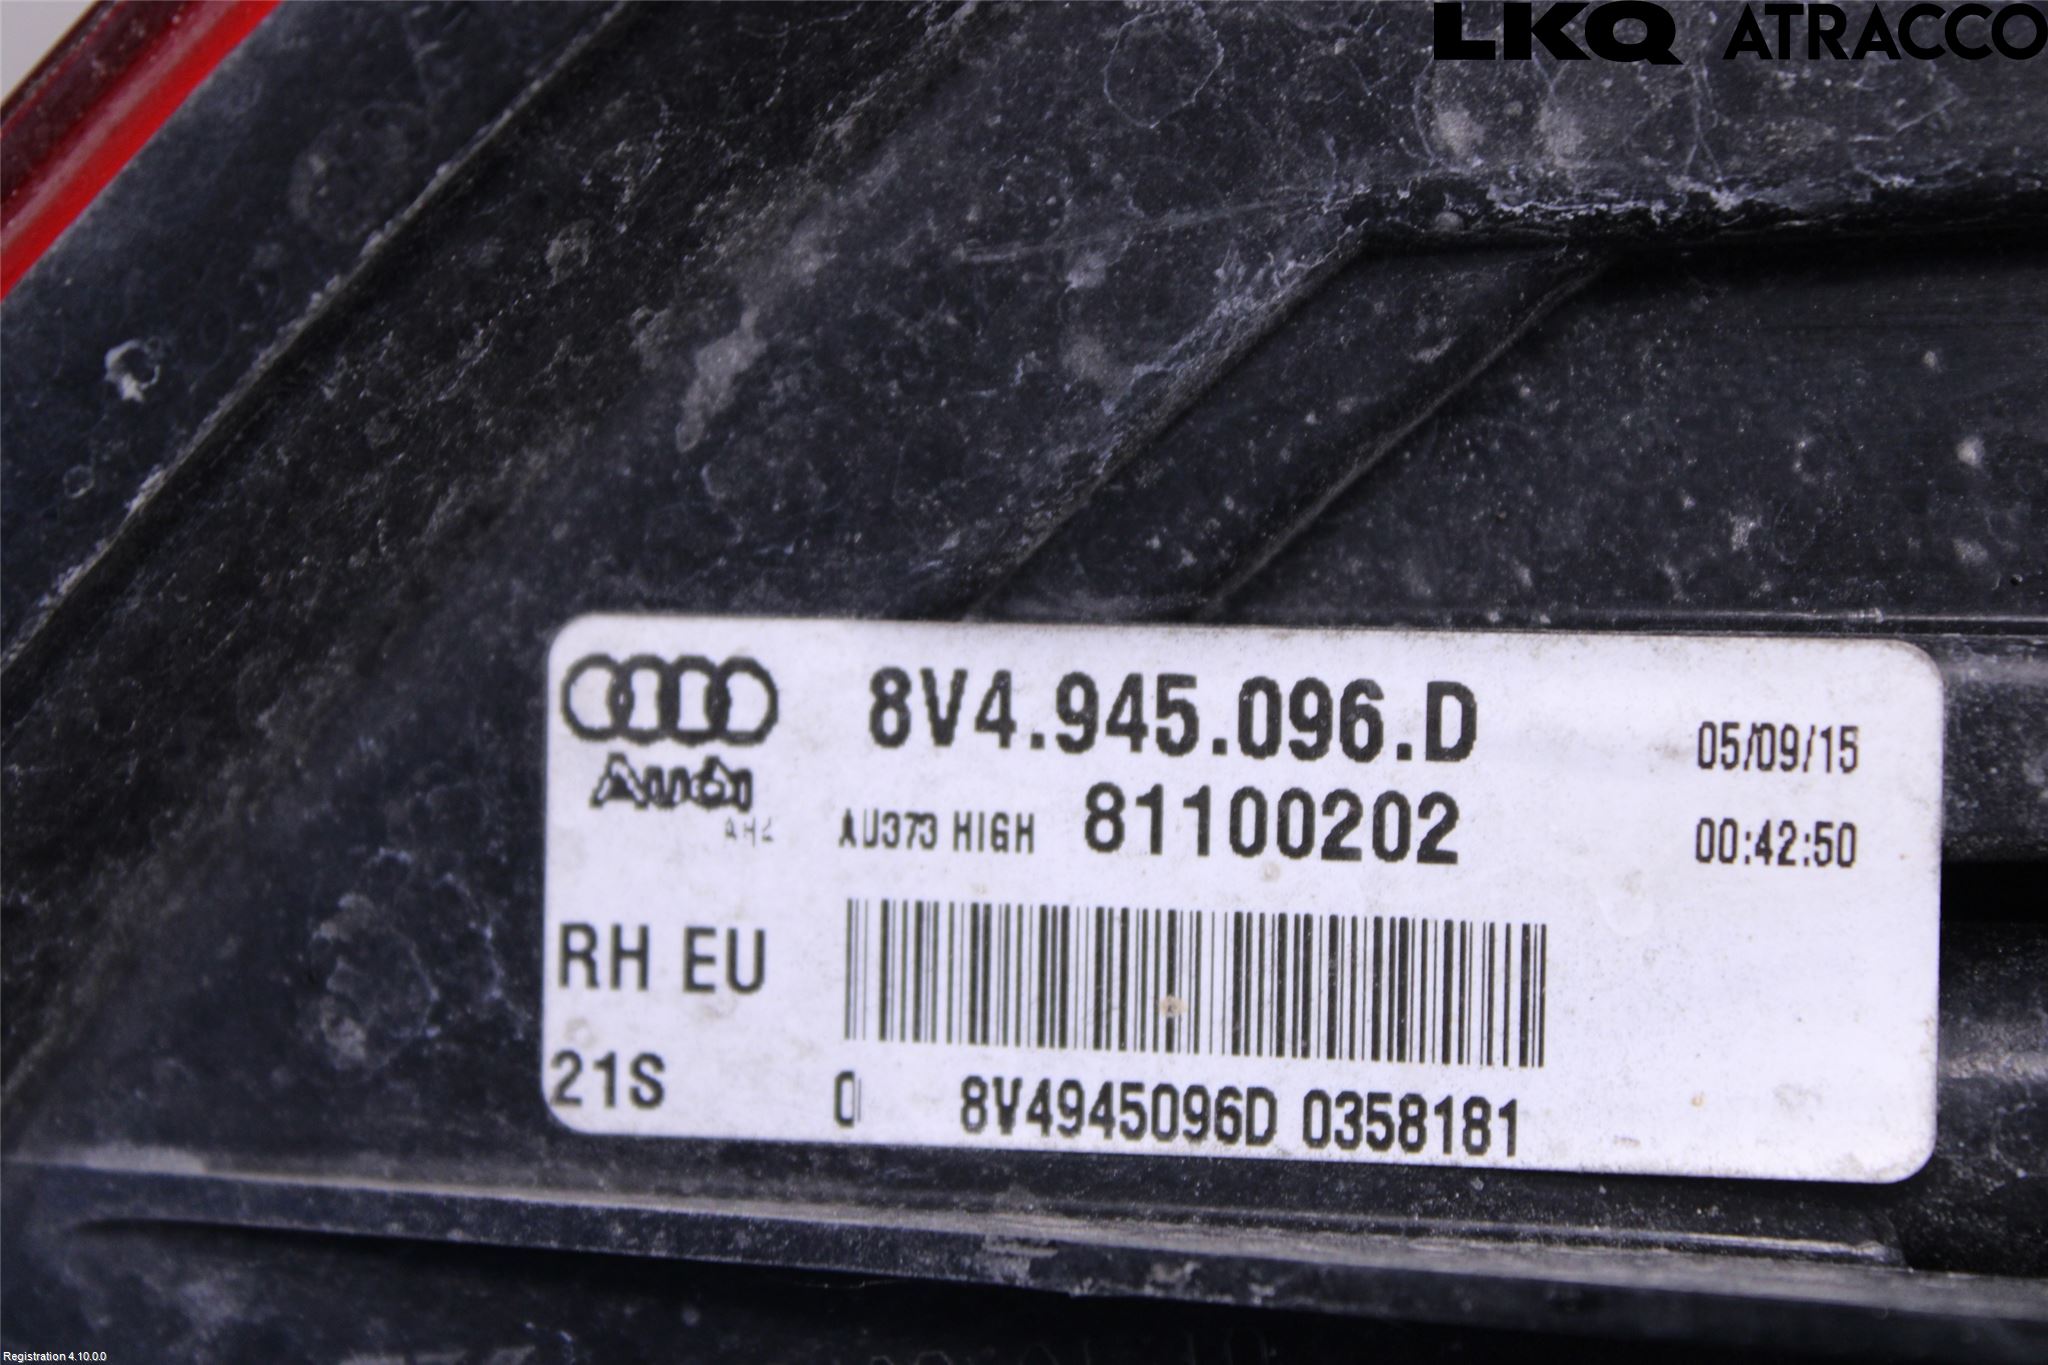 LKQ ATRACCO
8V4.945.096.D
05/09/15
Audi
AU373 HIGH 81100202
00:42:50
RH EU
21S
0 8V4945096D 0358181
Registration 4.10.0.0